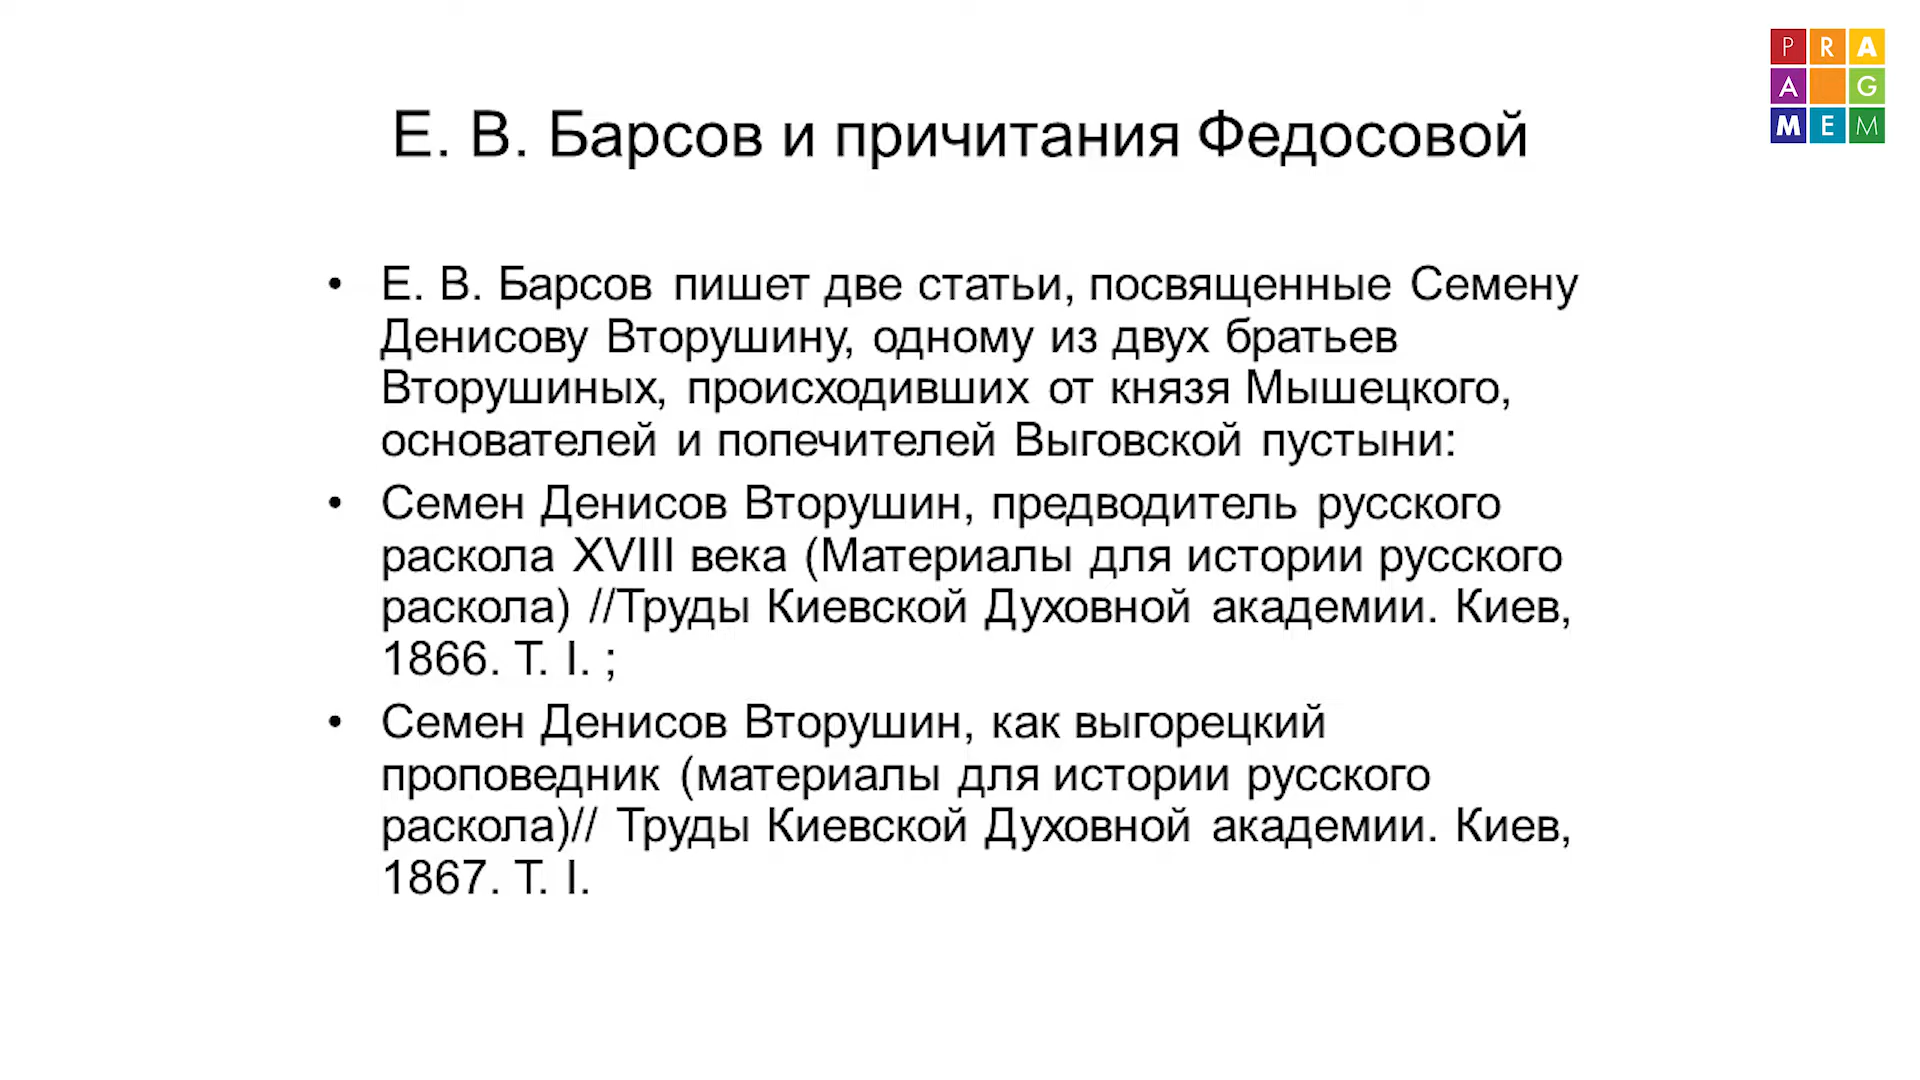 P R A
A G
M E M
Е. В. Барсов и причитания Федосовой
• Е. В. Барсов пишет две статьи, посвященные Семену
Денисову Вторушину, одному из двух братьев
Вторушиных, происходивших от князя Мышецкого,
основателей и попечителей Выговской пустыни:
• Семен Денисов Вторушин, предводитель русского
раскола XVIII века (Материалы для истории русского
раскола) //Труды Киевской Духовной академии. Киев,
1866. Т. I. ;
• Семен Денисов Вторушин, как выгорецкий
проповедник (материалы для истории русского
раскола)// Труды Киевской Духовной академии. Киев,
1867. Т. I.